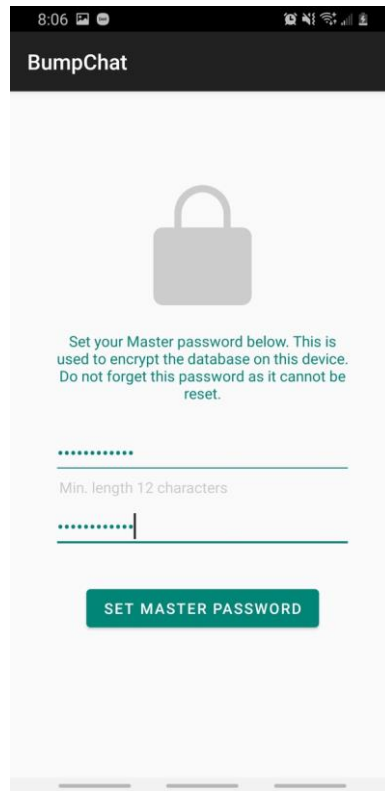 8:06
BumpChat
Set your Master password below. This is
used to encrypt the database on this device.
Do not forget this password as it cannot be
reset.
••••••••••••
Min. length 12 characters
••••••••••••
SET MASTER PASSWORD